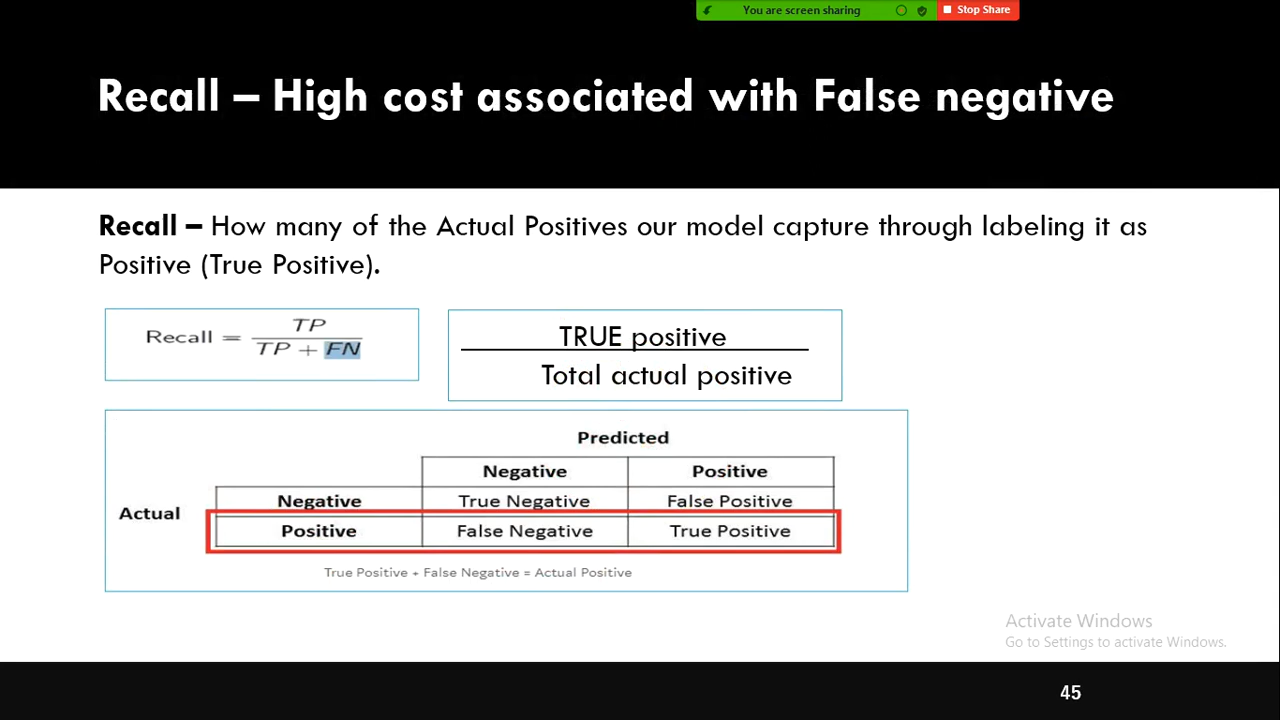 You are screen sharing Stop Share
Recall – High cost associated with False negative
Recall – How many of the Actual Positives our model capture through labeling it as
Positive (True Positive).
Recall = TP
TP + FN
TRUE positive
Total actual positive
Predicted
Negative Positive
Actual
Negative True Negative False Positive
Positive False Negative True Positive
True Positive + False Negative = Actual Positive
Activate Windows
Go to Settings to activate Windows.
45